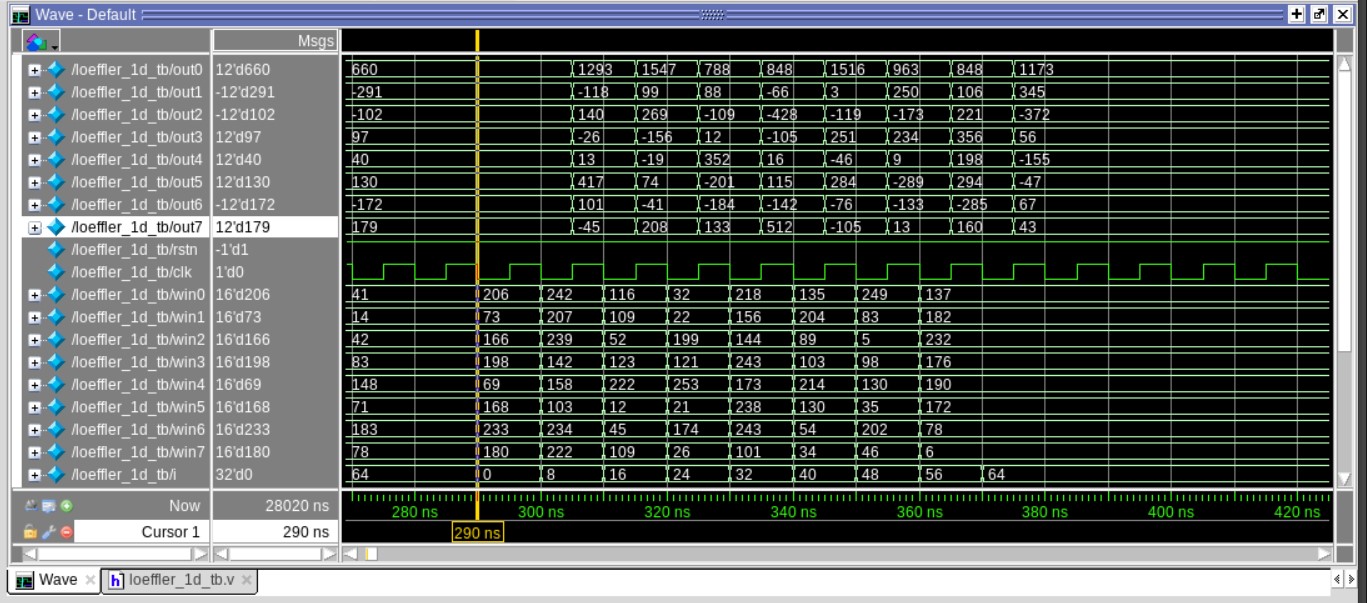 Wave - Default
Msgs
/loeffler_1d_tb/out0 12'd660 660 1293 1547 788 848 1516 963 848 1173
/loeffler_1d_tb/out1 -12'd291 -291 -118 99 88 -66 3 250 106 345
/loeffler_1d_tb/out2 -12'd102 -102 140 269 -109 -428 -119 -173 221 -372
/loeffler_1d_tb/out3 12'd97 97 -26 -156 12 -105 251 234 356 56
/loeffler_1d_tb/out4 12'd40 40 13 -19 352 16 -46 9 198 -155
/loeffler_1d_tb/out5 12'd130 130 417 74 -201 115 284 -289 294 -47
/loeffler_1d_tb/out6 -12'd172 -172 101 -41 -184 -142 -76 -133 -285 67
/loeffler_1d_tb/out7 12'd179 179 -45 208 133 512 -105 13 160 43
/loeffler_1d_tb/rstn -1'd1
/loeffler_1d_tb/clk 1'd0
/loeffler_1d_tb/win0 16'd206 41 206 242 116 32 218 135 249 137
/loeffler_1d_tb/win1 16'd73 14 73 207 109 22 156 204 83 182
/loeffler_1d_tb/win2 16'd166 42 166 239 52 199 144 89 5 232
/loeffler_1d_tb/win3 16'd198 83 198 142 123 121 243 103 98 176
/loeffler_1d_tb/win4 16'd69 148 69 158 222 253 173 214 130 190
/loeffler_1d_tb/win5 16'd168 71 168 103 12 21 238 130 35 172
/loeffler_1d_tb/win6 16'd233 183 233 234 45 174 243 54 202 78
/loeffler_1d_tb/win7 16'd180 78 180 222 109 26 101 34 46 6
/loeffler_1d_tb/i 32'd0 64 0 8 16 24 32 40 48 56 64
Now 28020 ns 280 ns 300 ns 320 ns 340 ns 360 ns 380 ns 400 ns 420 ns
Cursor 1 290 ns 290 ns
Wave loeffler_1d_tb.v